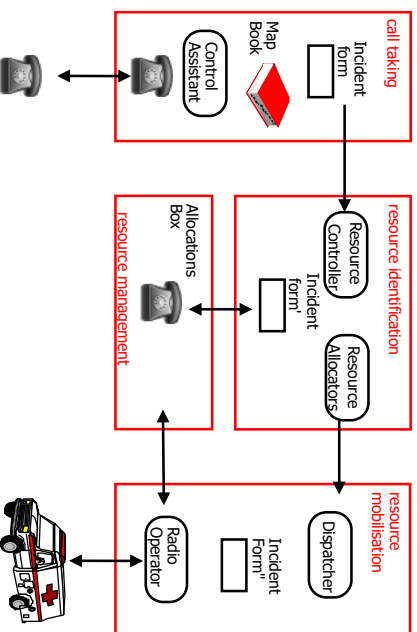 call taking
Incident
form
Map
Book
Control
Assistant
resource identification
Resource
Controller
Incident
form'
Resource
Allocators
Allocations
Box
resource management
resource
mobilisation
Dispatcher
Incident
Form"
Radio
Operator